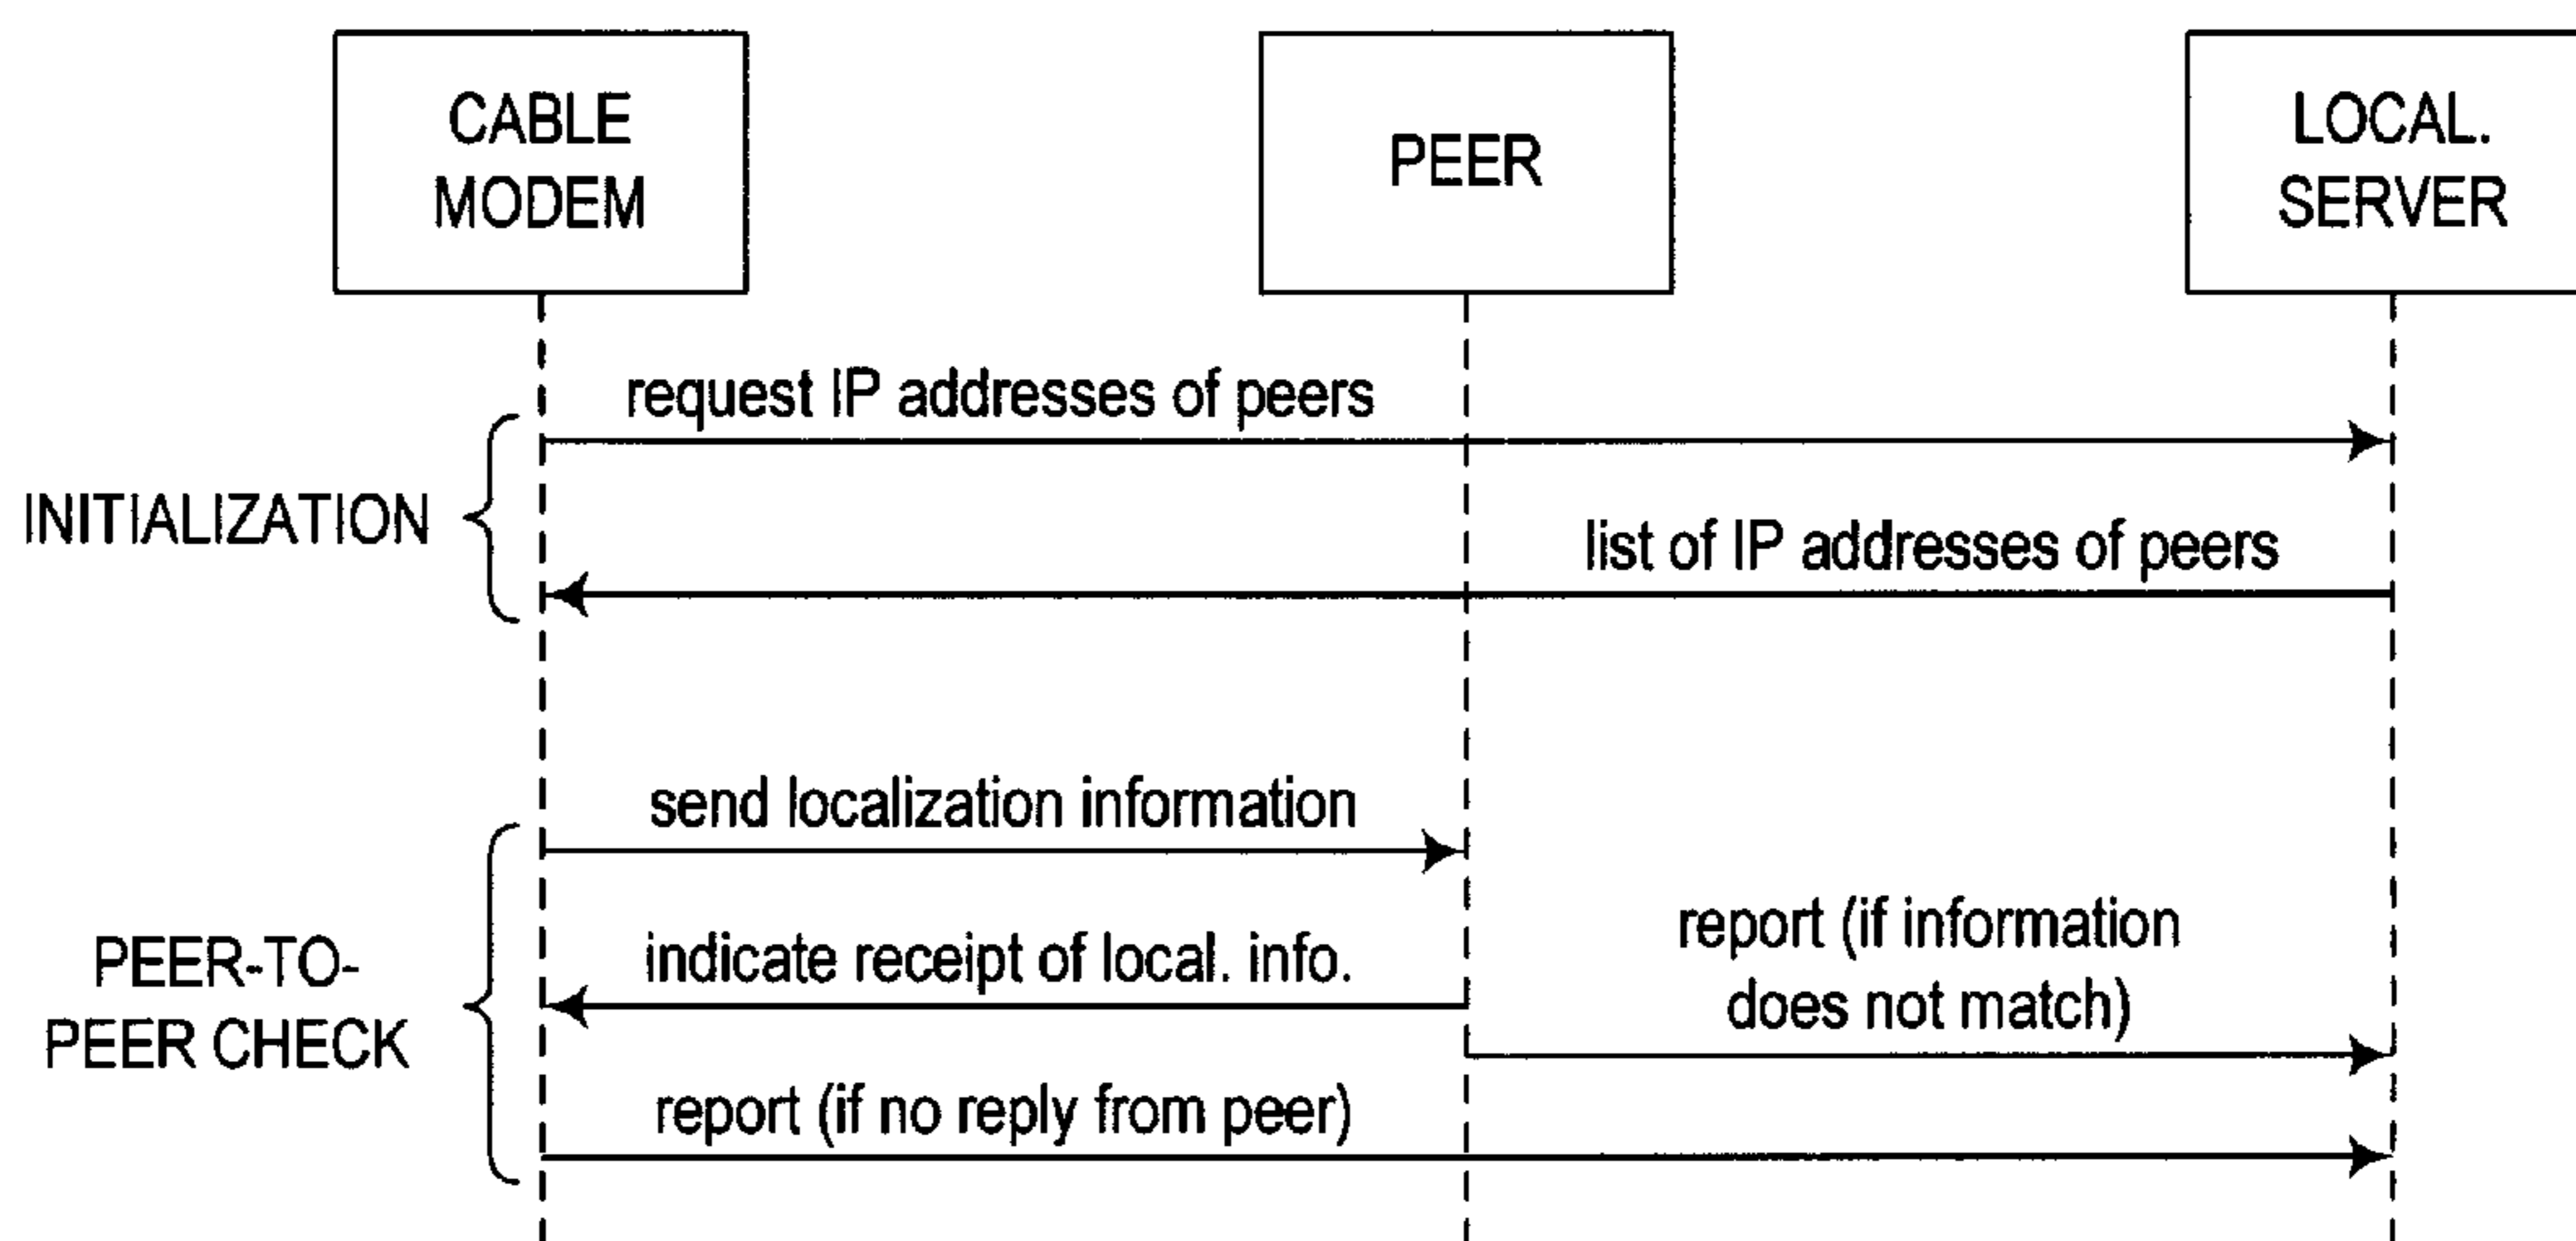 CABLE
MODEM
PEER
LOCAL.
SERVER
request IP addresses of peers
INITIALIZATION
list of IP addresses of peers
send localization information
indicate receipt of local. info.
report (if information
does not match)
PEER-TO-
PEER CHECK
report (if no reply from peer)